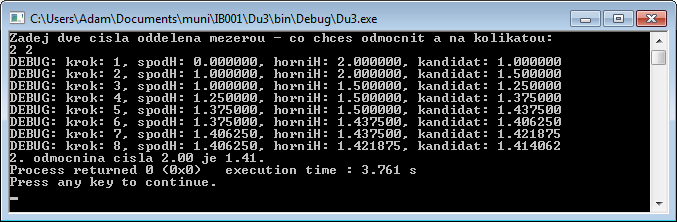 C:\Users\Adam\Documents\muni\IB001\Du3\bin\Debug\Du3.exe
Zadej dve cisla oddelena mezerou - co chces odmocnit a na kolikatou:
2 2
DEBUG: krok: 1, spodH: 0.000000, horniH: 2.000000, kandidat: 1.000000
DEBUG: krok: 2, spodH: 1.000000, horniH: 2.000000, kandidat: 1.500000
DEBUG: krok: 3, spodH: 1.000000, horniH: 1.500000, kandidat: 1.250000
DEBUG: krok: 4, spodH: 1.250000, horniH: 1.500000, kandidat: 1.375000
DEBUG: krok: 5, spodH: 1.375000, horniH: 1.500000, kandidat: 1.437500
DEBUG: krok: 6, spodH: 1.375000, horniH: 1.437500, kandidat: 1.406250
DEBUG: krok: 7, spodH: 1.406250, horniH: 1.437500, kandidat: 1.421875
DEBUG: krok: 8, spodH: 1.406250, horniH: 1.421875, kandidat: 1.414062
2. odmocnina cisla 2.00 je 1.41.
Process returned 0 (0x0)   execution time : 3.761 s
Press any key to continue.